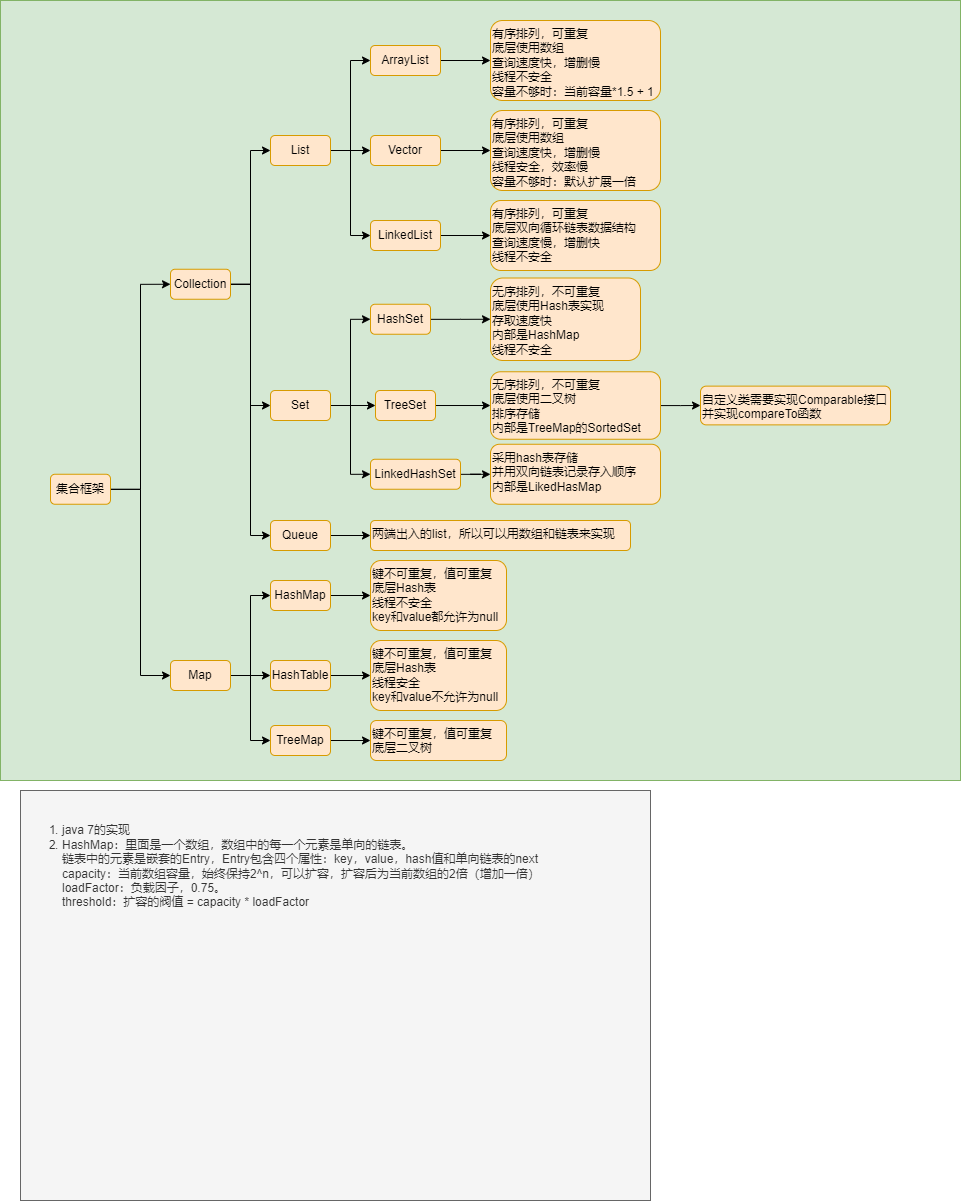 集合框架
Collection
List
ArrayList
有序排列，可重复
底层使用数组
查询速度快，增删慢
线程不安全
容量不够时：当前容量*1.5 + 1
Vector
有序排列，可重复
底层使用数组
查询速度快，增删慢
线程安全，效率慢
容量不够时：默认扩展一倍
LinkedList
有序排列，可重复
底层双向循环链表数据结构
查询速度慢，增删快
线程不安全
Set
HashSet
无序排列，不可重复
底层使用Hash表实现
存取速度快
内部是HashMap
线程不安全
TreeSet
无序排列，不可重复
底层使用二叉树
排序存储
内部是TreeMap的SortedSet
自定义类需要实现Comparable接口
并实现compareTo函数
LinkedHashSet
采用hash表存储
并用双向链表记录存入顺序
内部是LikedHasMap
Queue
两端出入的list，所以可以用数组和链表来实现
Map
HashMap
键不可重复，值可重复
底层Hash表
线程不安全
key和value都允许为null
HashTable
键不可重复，值可重复
底层Hash表
线程安全
key和value不允许为null
TreeMap
键不可重复，值可重复
底层二叉树
1. java 7的实现
2. HashMap：里面是一个数组，数组中的每一个元素是单向的链表。
链表中的元素是嵌套的Entry，Entry包含四个属性：key，value，hash值和单向链表的next
capacity：当前数组容量，始终保持2^n，可以扩容，扩容后为当前数组的2倍（增加一倍）
loadFactor：负载因子，0.75。
threshold：扩容的阀值 = capacity * loadFactor